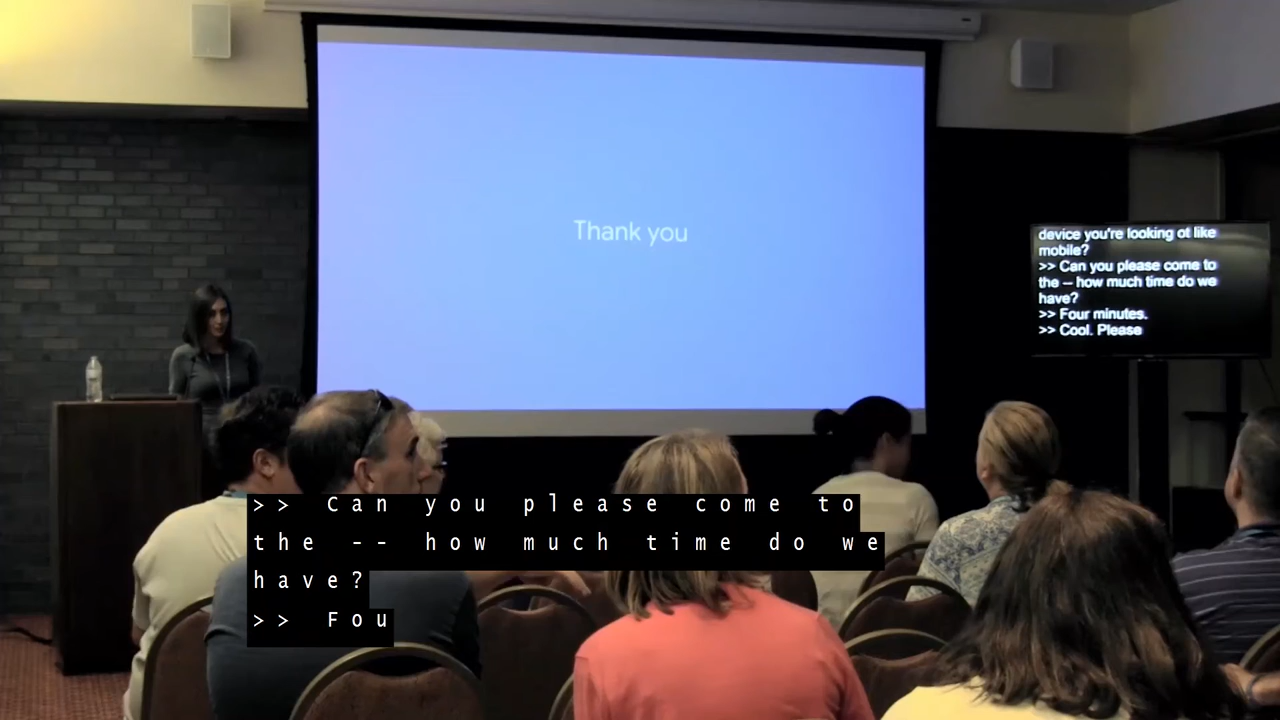 Thank you
device you're looking ot like
mobile?
>> Can you please come to
the -- how much time do we
have?
>> Four minutes.
>> Cool. Please
>> Can you please come to
the -- how much time do we
have?
>> Fou